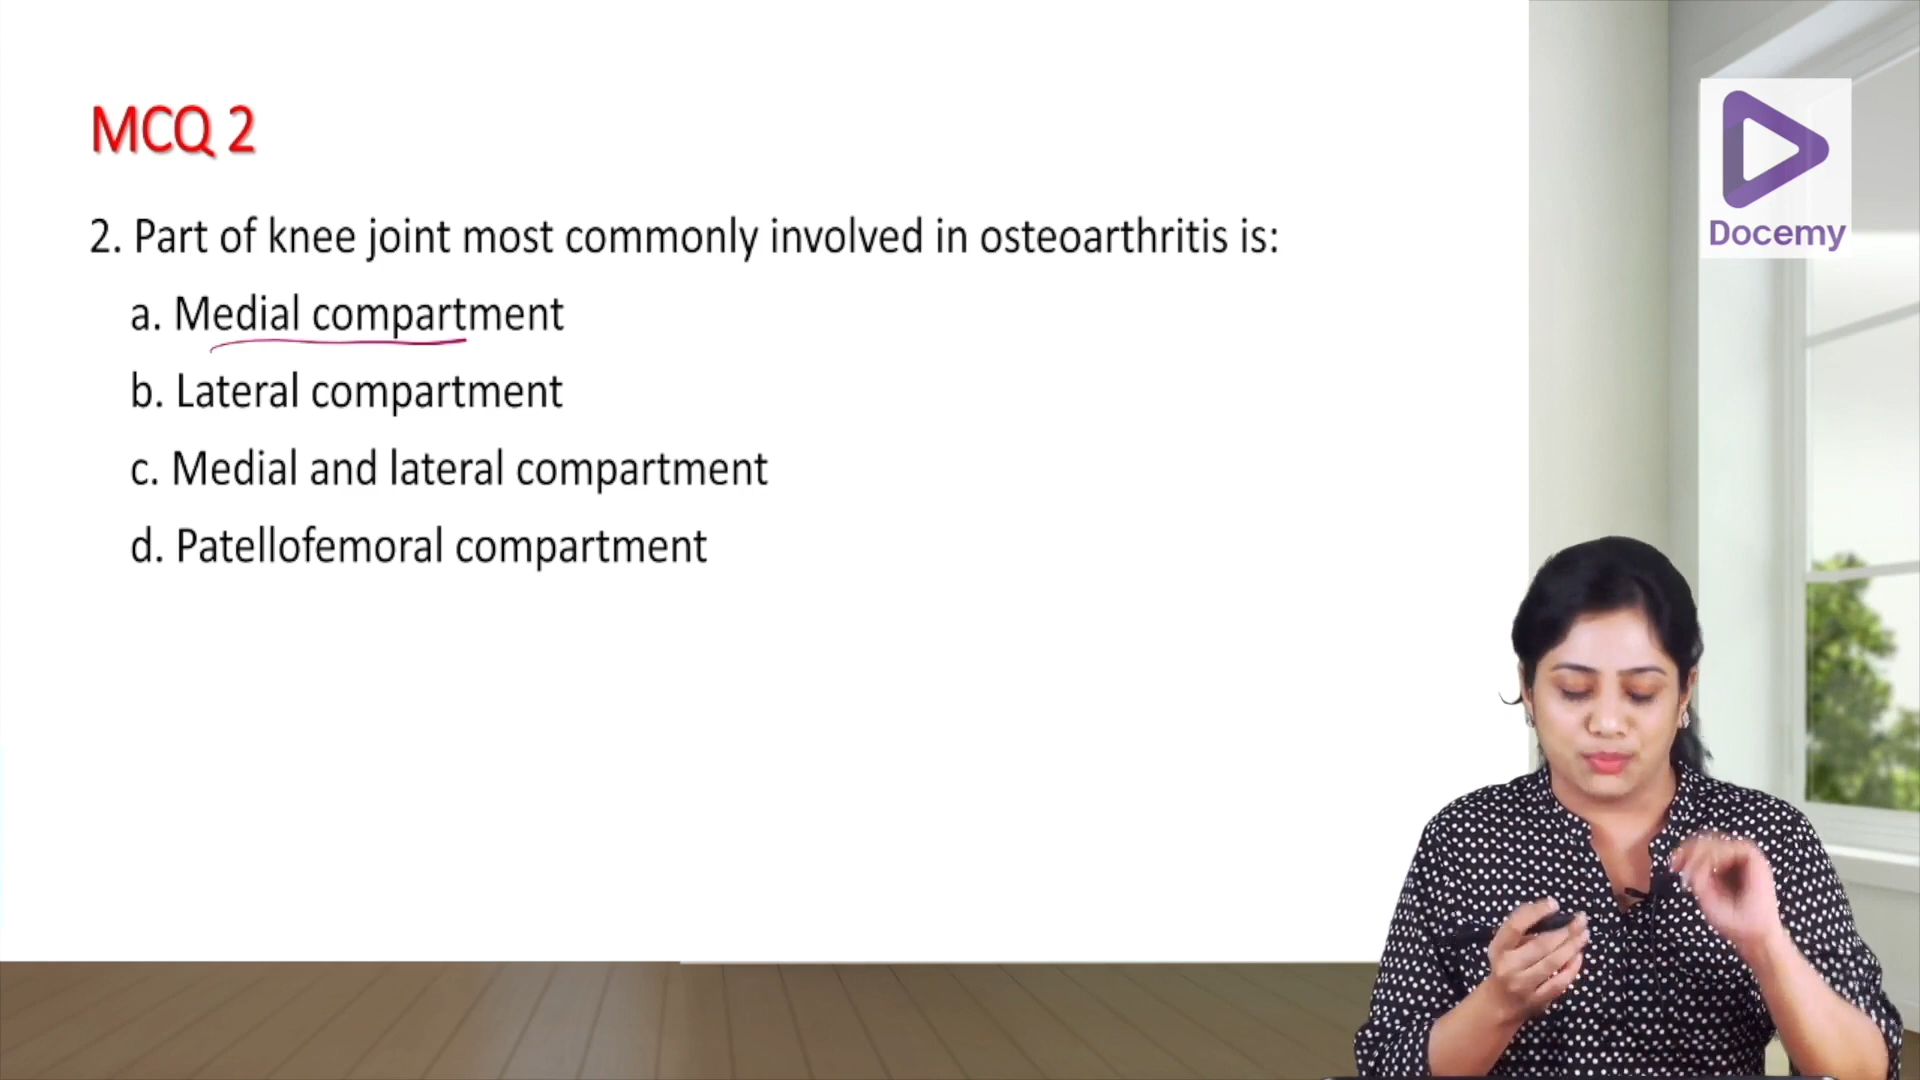 MCQ 2
Docemy
2. Part of knee joint most commonly involved in osteoarthritis is:
a. Medial compartment
b. Lateral compartment
c. Medial and lateral compartment
d. Patellofemoral compartment